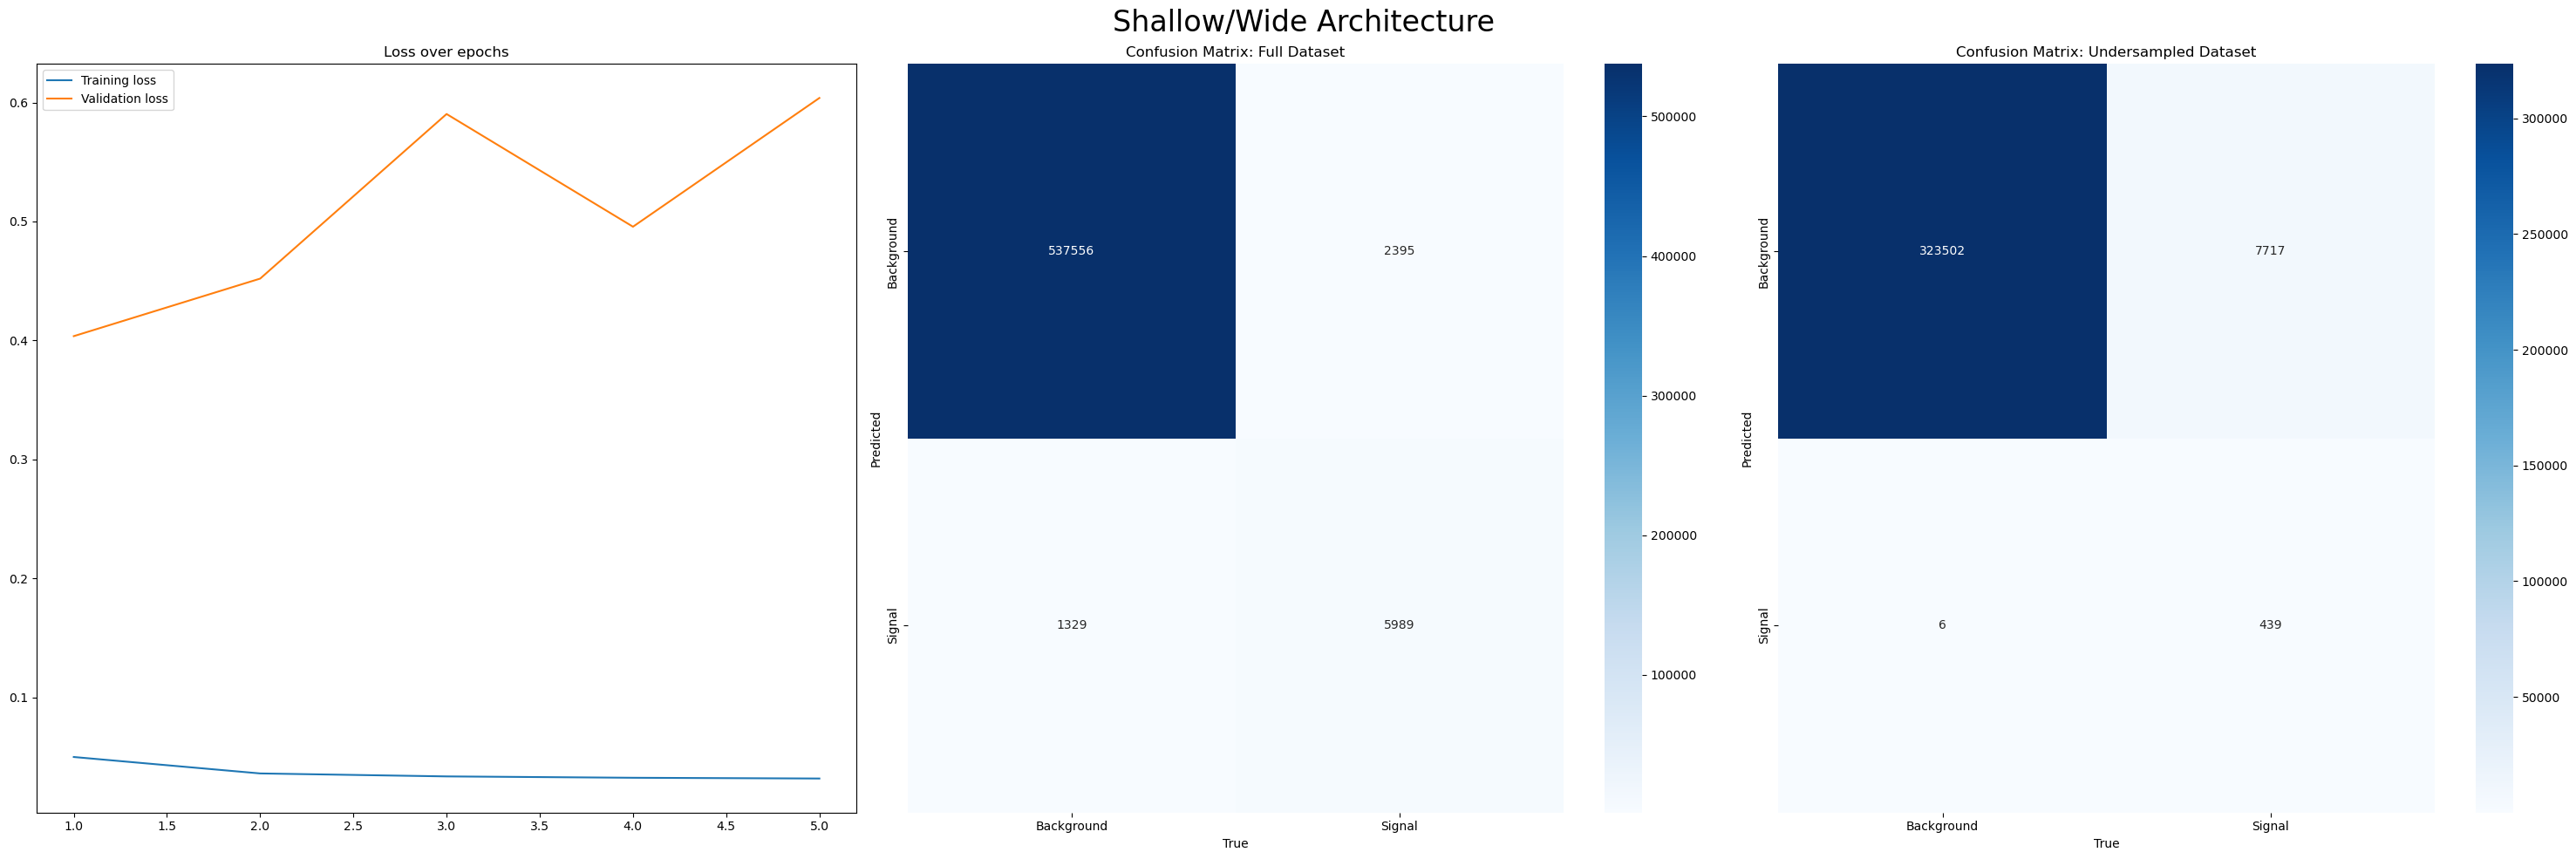 Shallow/Wide Architecture
Loss over epochs
Training loss
Validation loss
0.6
0.5
0.4
0.3
0.2
0.1
1.0 1.5 2.0 2.5 3.0 3.5 4.0 4.5 5.0
Confusion Matrix: Full Dataset
Predicted
Background
Signal
537556 2395
1329 5989
Background Signal
True
500000
400000
300000
200000
100000
Confusion Matrix: Undersampled Dataset
Predicted
Background
Signal
323502 7717
6 439
Background Signal
True
300000
250000
200000
150000
100000
50000